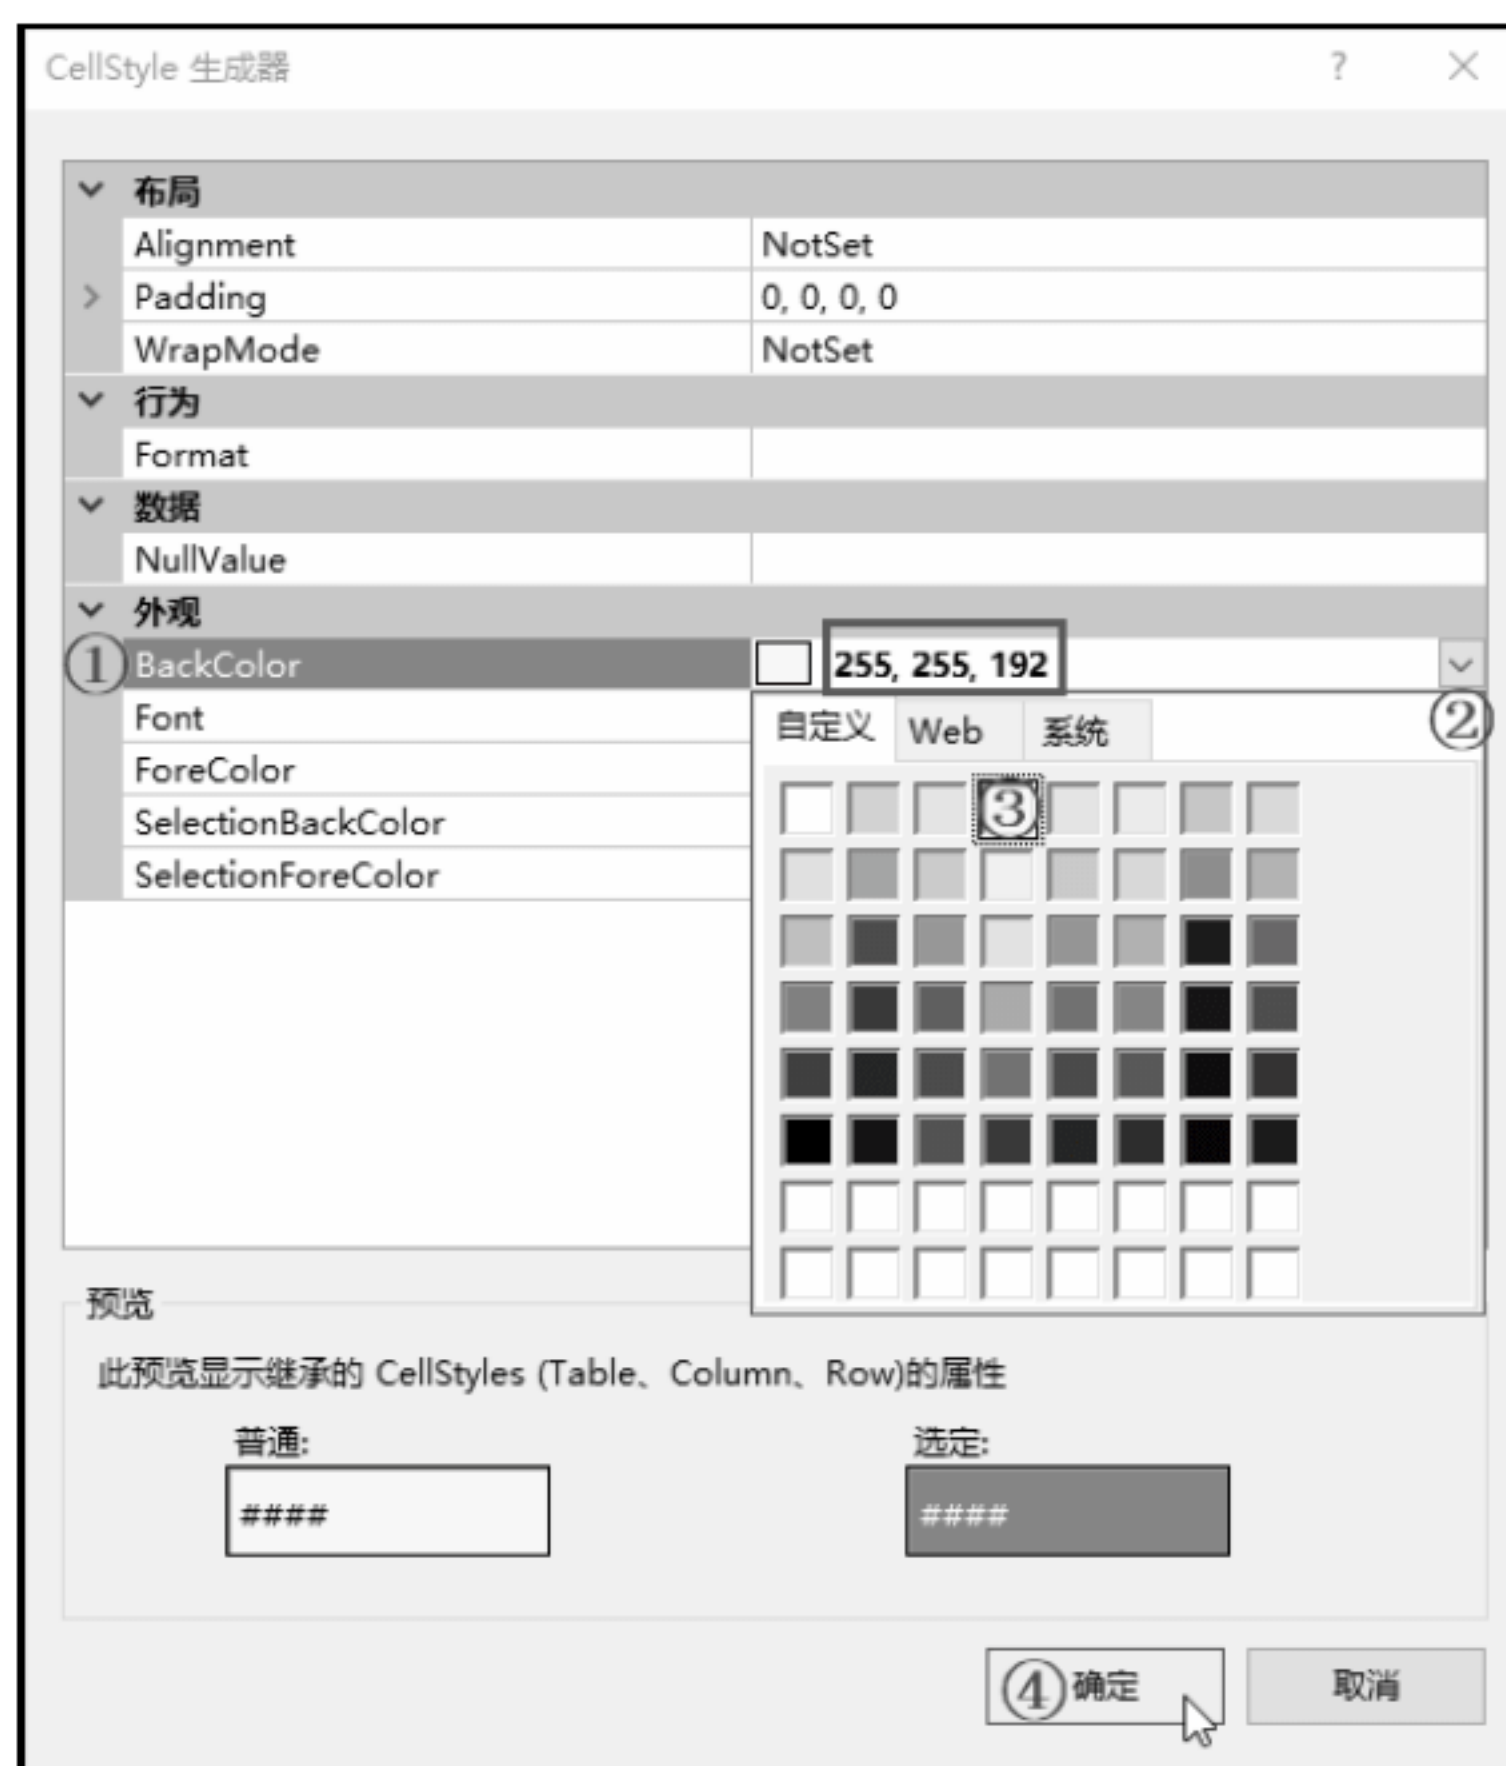 CellStyle 生成器 ? ×
布局
Alignment NotSet
Padding 0, 0, 0, 0
WrapMode NotSet
行为
Format
数据
NullValue
外观
① BackColor 255, 255, 192
Font
ForeColor
SelectionBackColor
SelectionForeColor
②
自定义 Web 系统
③
预览
此预览显示继承的 CellStyles (Table、Column、Row)的属性
普通: 选定:
#### ####
④确定 取消